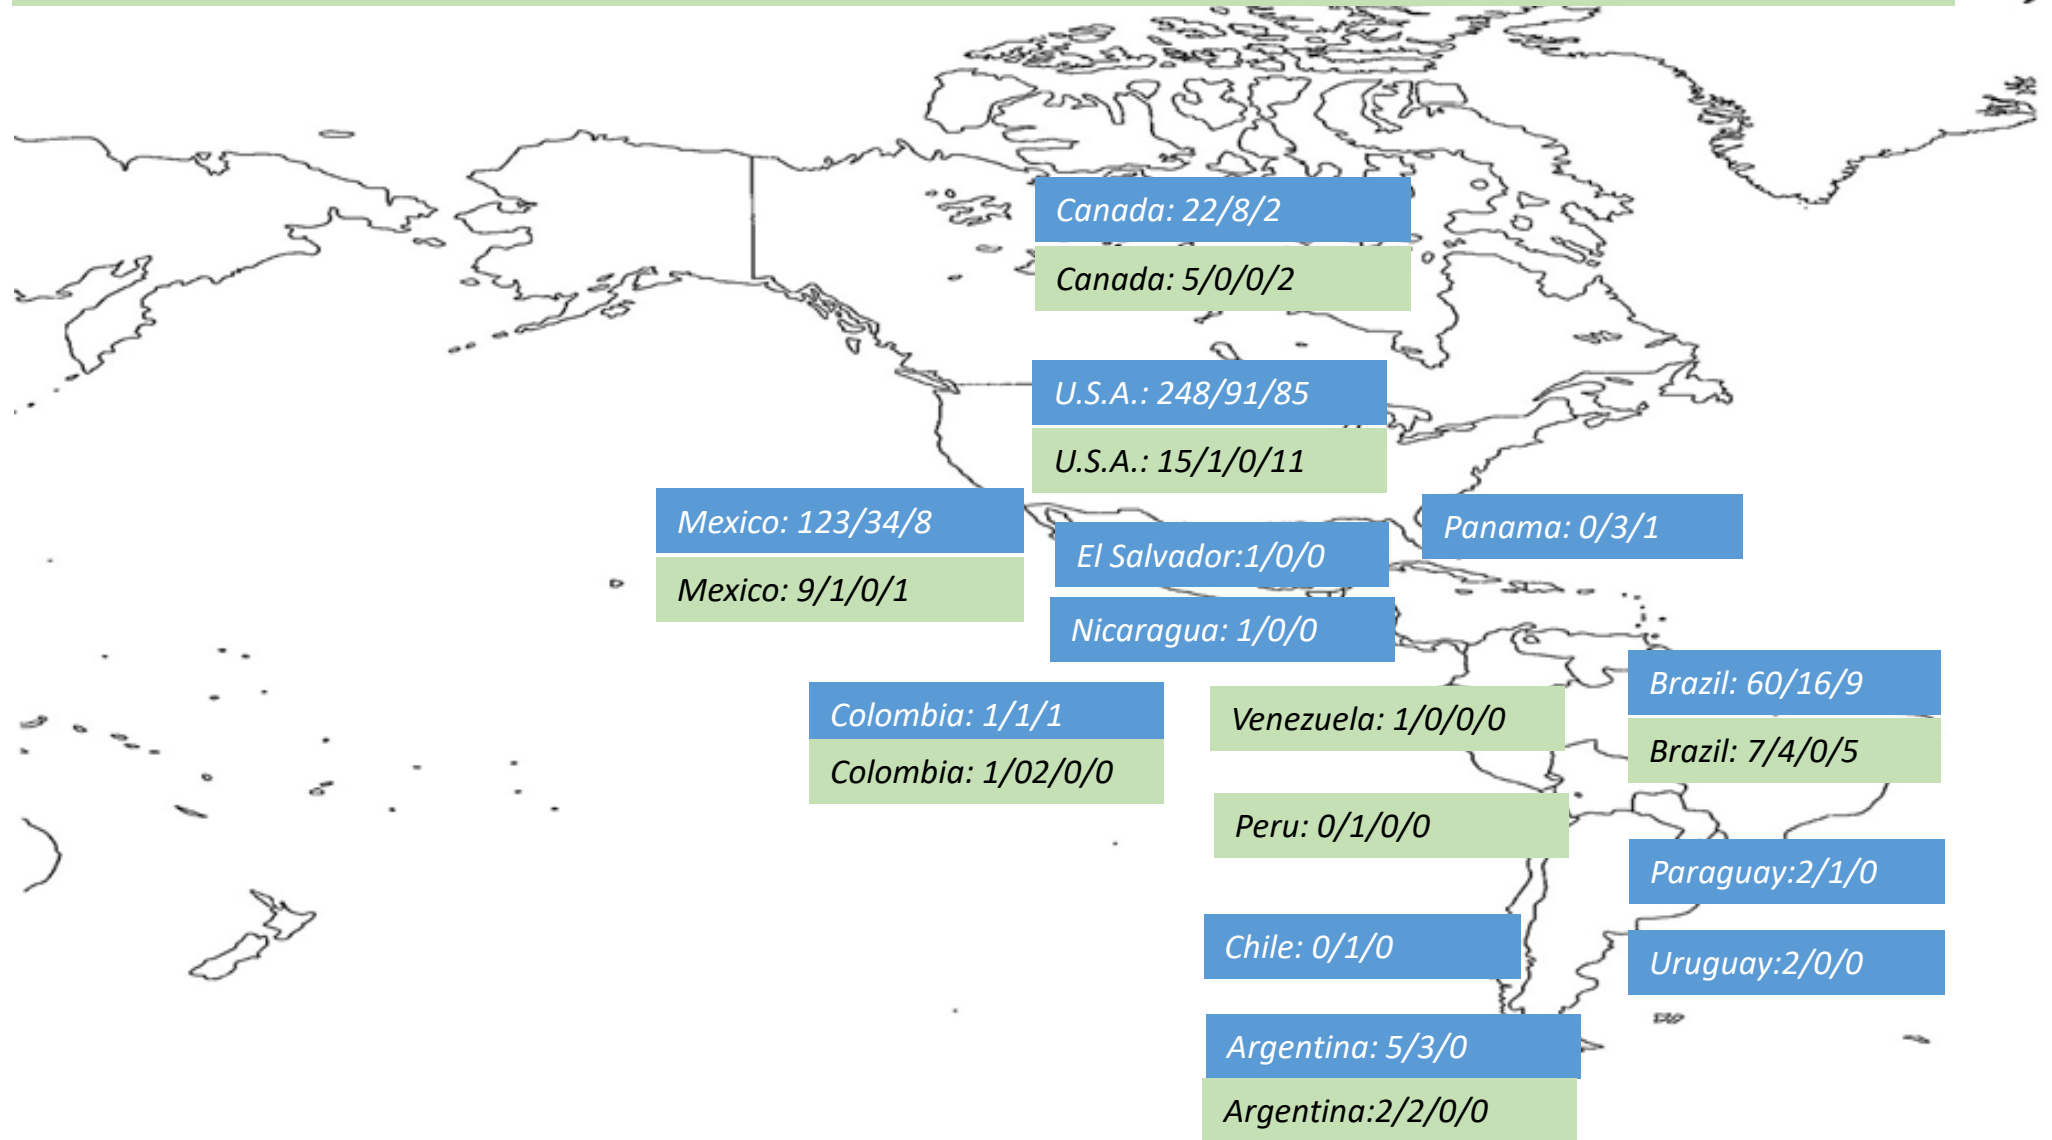 Canada: 22/8/2
Canada: 5/0/0/2
U.S.A.: 248/91/85
U.S.A.: 15/1/0/11
Mexico: 123/34/8
Mexico: 9/1/0/1
El Salvador:1/0/0
Panama: 0/3/1
Nicaragua: 1/0/0
Colombia: 1/1/1
Colombia: 1/02/0/0
Venezuela: 1/0/0/0
Brazil: 60/16/9
Brazil: 7/4/0/5
Peru: 0/1/0/0
Paraguay:2/1/0
Chile: 0/1/0
Uruguay:2/0/0
Argentina: 5/3/0
Argentina:2/2/0/0